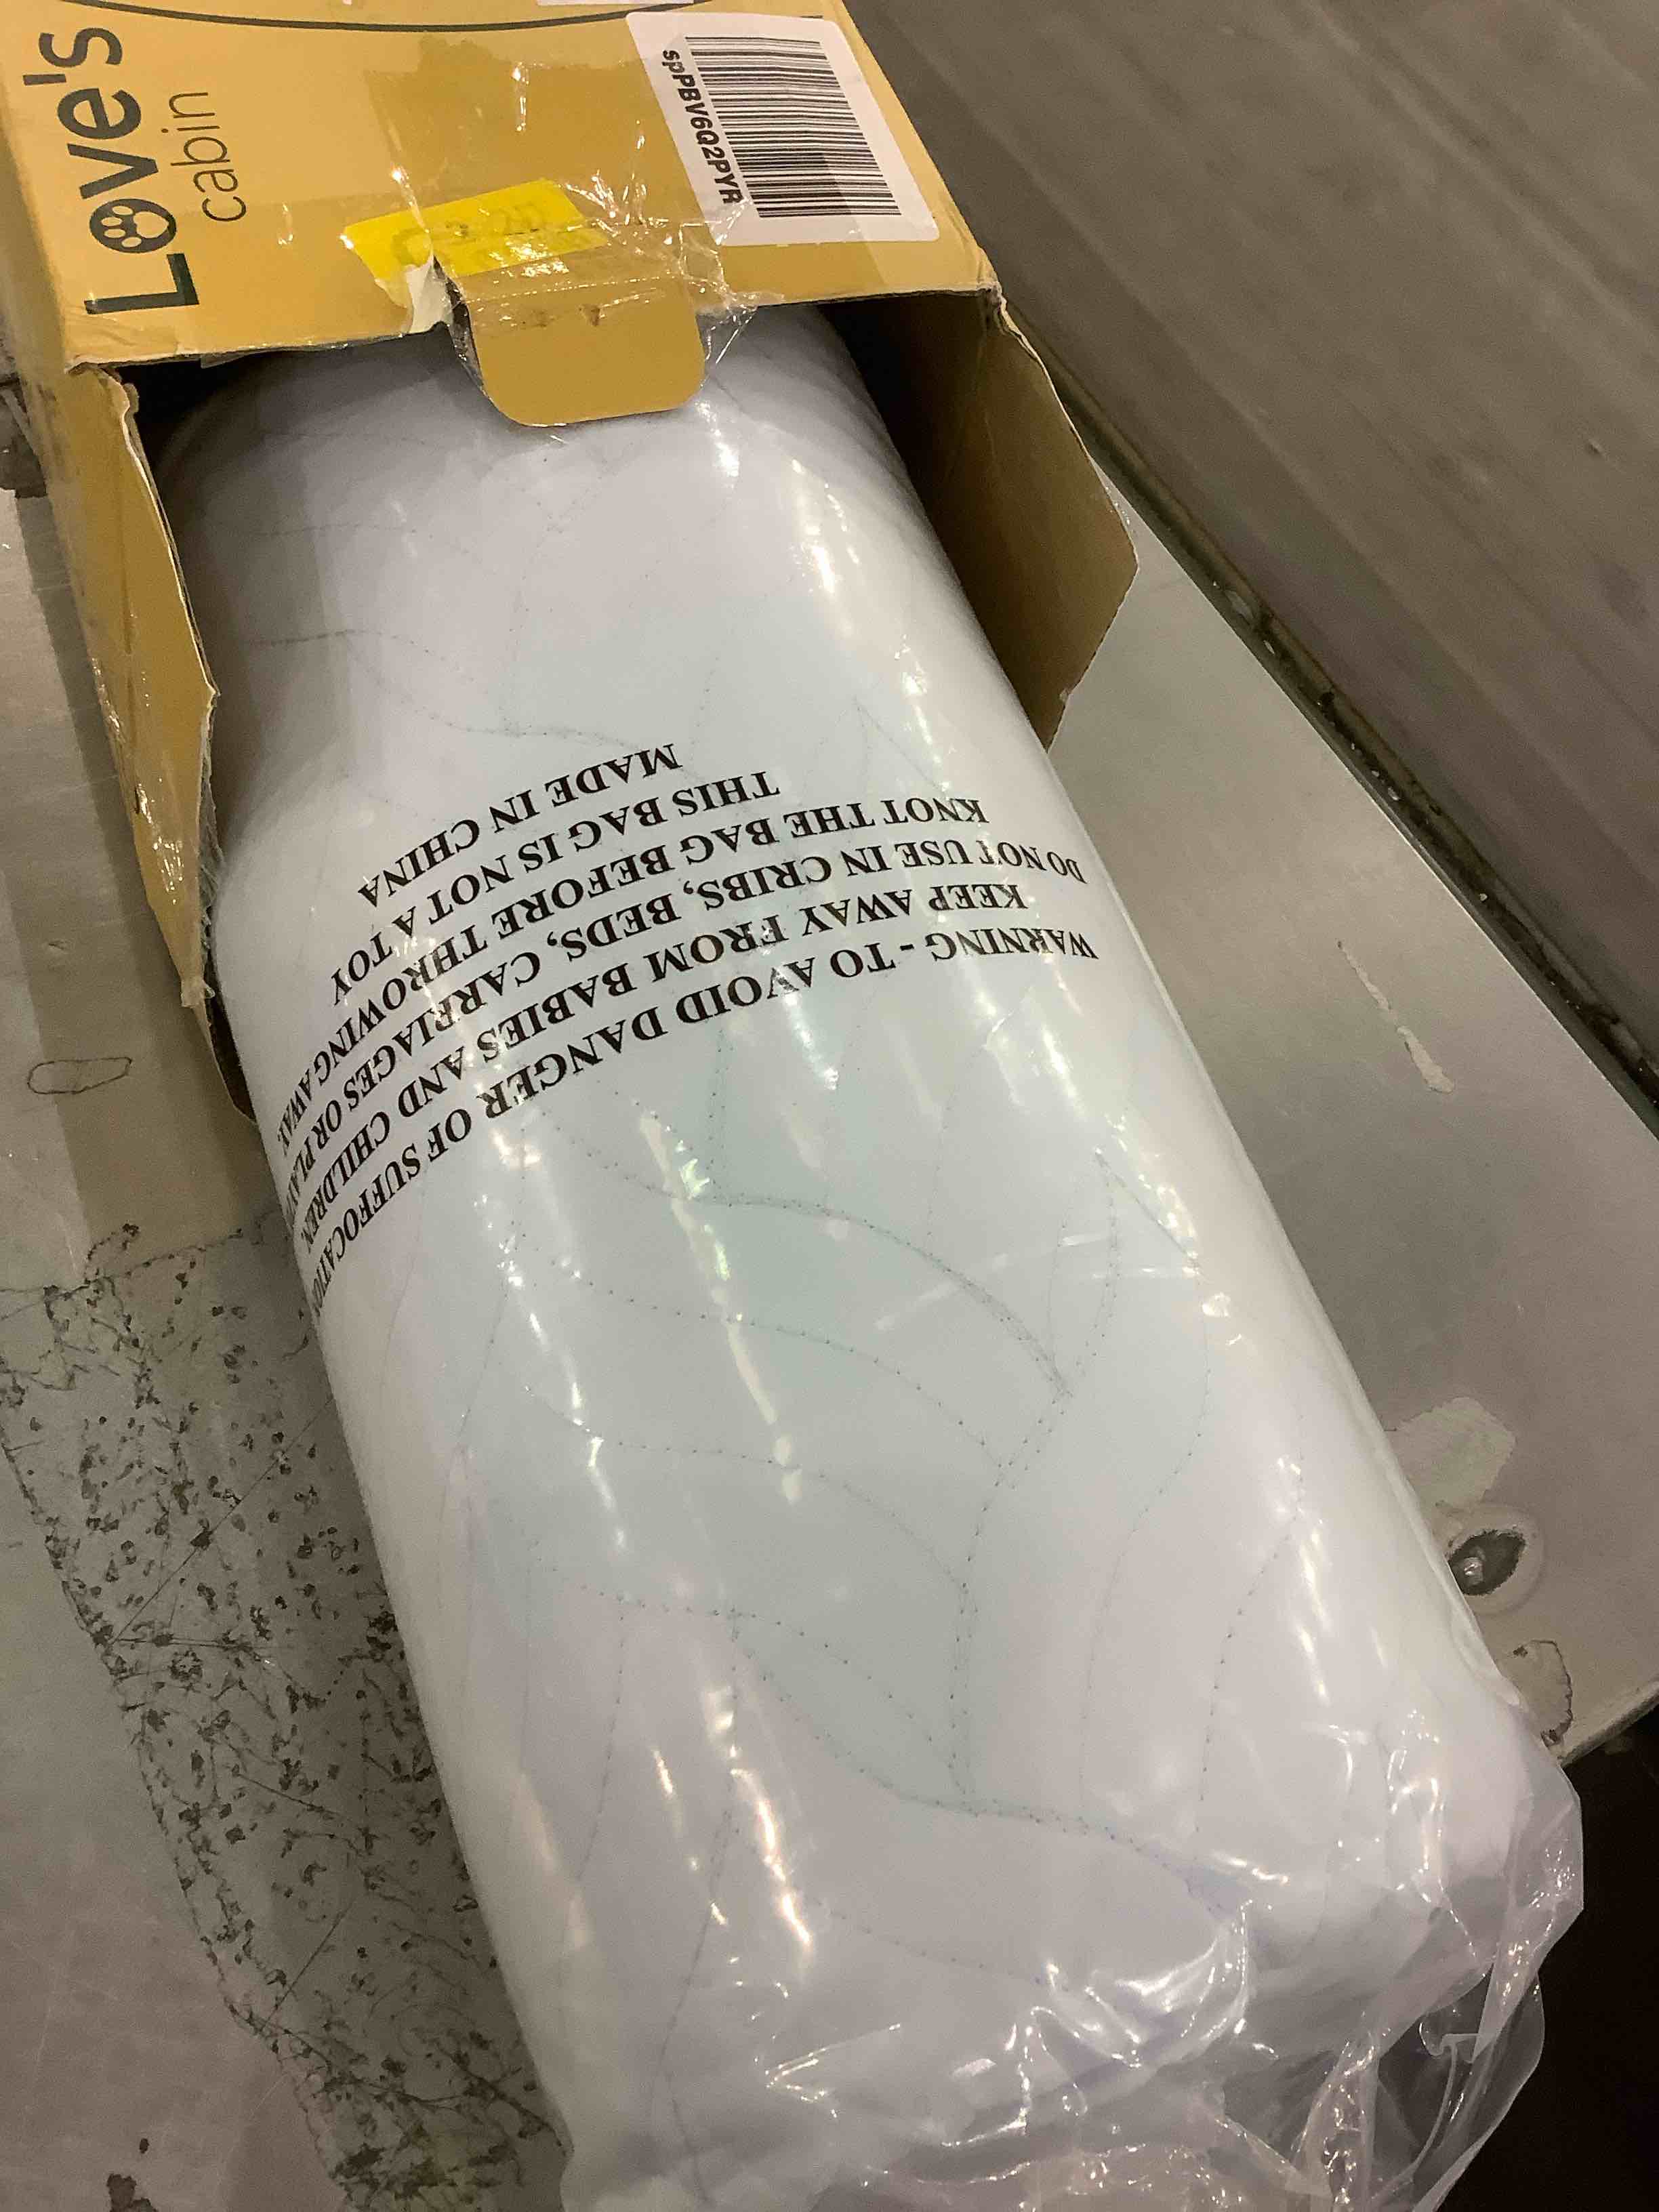 Love's
cabin
spPBV6Q2PYR
WARNING - TO AVOID DANGER OF SUFFOCATION
KEEP AWAY FROM BABIES AND CHILDREN.
DO NOT USE IN CRIBS, BEDS, CARRIAGES OR
KNOT THE BAG BEFORE THROWING AWAY.
THIS BAG IS NOT A TOY
MADE IN CHINA